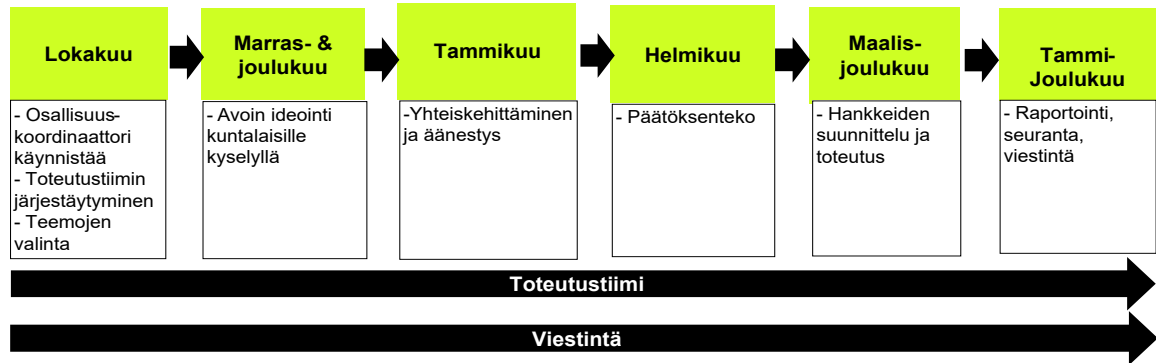 Lokakuu
- Osallisuus-
koordinaattori
käynnistää
- Toteutustiimin
järjestäytyminen
- Teemojen
valinta
Marras- &
joulukuu
- Avoin ideointi
kuntalaisille
kyselyllä
Tammikuu
-Yhteiskehittäminen
ja äänestys
Helmikuu
- Päätöksenteko
Maalis-
joulukuu
- Hankkeiden
suunnittelu ja
toteutus
Tammi-
Joulukuu
- Raportointi,
seuranta,
viestintä
Toteutustiimi
Viestintä